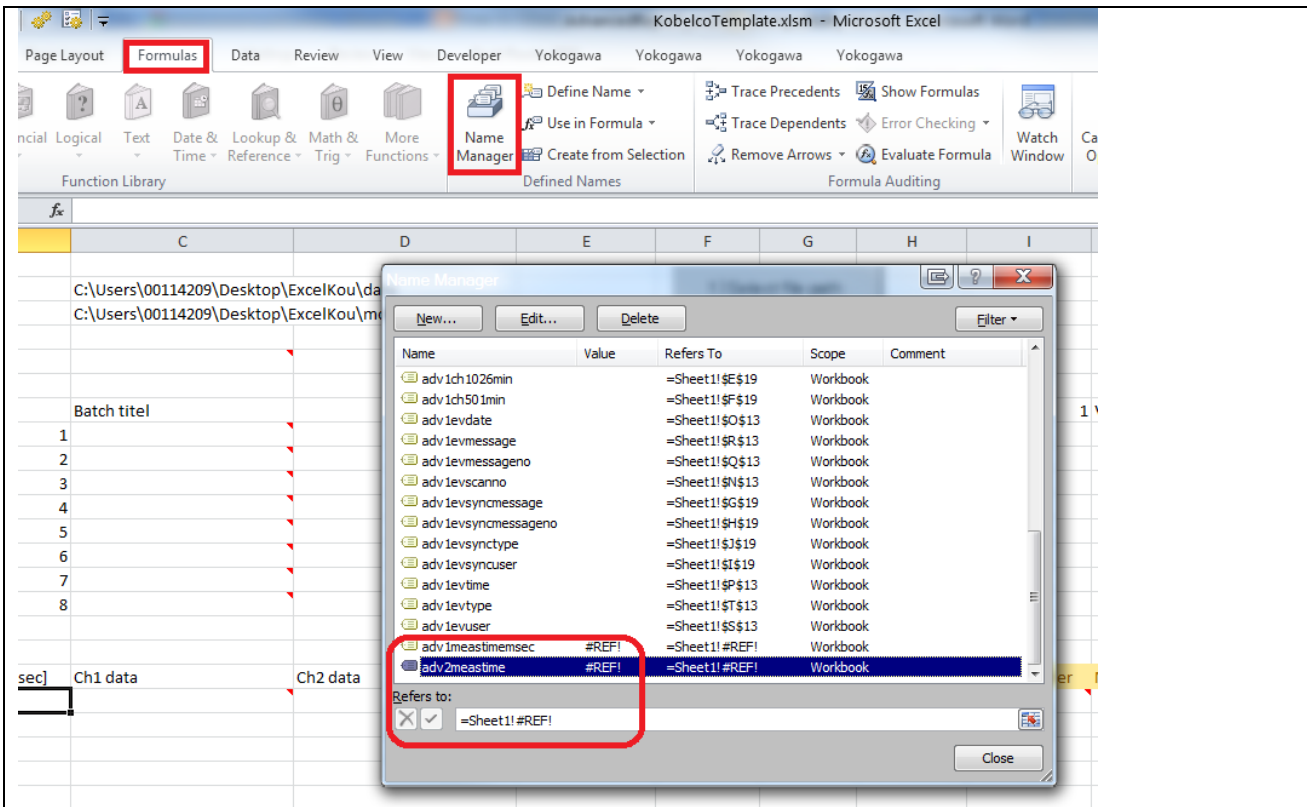 KobelcoTemplate.xlsm - Microsoft Excel
Page Layout Formulas Data Review View Developer Yokogawa Yokogawa Yokogawa Yokogawa
Define Name Trace Precedents Show Formulas
Use in Formula Trace Dependents Error Checking
Create from Selection Remove Arrows Evaluate Formula
ncial Logical Text Date & Lookup & Math & More Name Watch Ca
Time Reference Trig Functions Manager Window O
Function Library Defined Names Formula Auditing
fx
C D E F G H I
C:\Users\00114209\Desktop\ExcelKou\da
C:\Users\00114209\Desktop\ExcelKou\mo
Batch titel 1
1
2
3
4
5
6
7
8
sec] Ch1 data Ch2 data er
Name Manager
New... Edit... Delete Filter
Name Value Refers To Scope Comment
adv1ch1026min =Sheet1!$E$19 Workbook
adv1ch501min =Sheet1!$F$19 Workbook
adv1evdate =Sheet1!$O$13 Workbook
adv1evmessage =Sheet1!$R$13 Workbook
adv1evmessageno =Sheet1!$Q$13 Workbook
adv1evscanno =Sheet1!$N$13 Workbook
adv1evsyncmessage =Sheet1!$G$19 Workbook
adv1evsyncmessageno =Sheet1!$H$19 Workbook
adv1evsynctype =Sheet1!$J$19 Workbook
adv1evsyncuser =Sheet1!$I$19 Workbook
adv1evtime =Sheet1!$P$13 Workbook
adv1evtype =Sheet1!$T$13 Workbook
adv1evuser =Sheet1!$S$13 Workbook
adv1meastimemsec #REF! =Sheet1!#REF! Workbook
adv2meastime #REF! =Sheet1!#REF! Workbook
Refers to:
=Sheet1!#REF!
Close